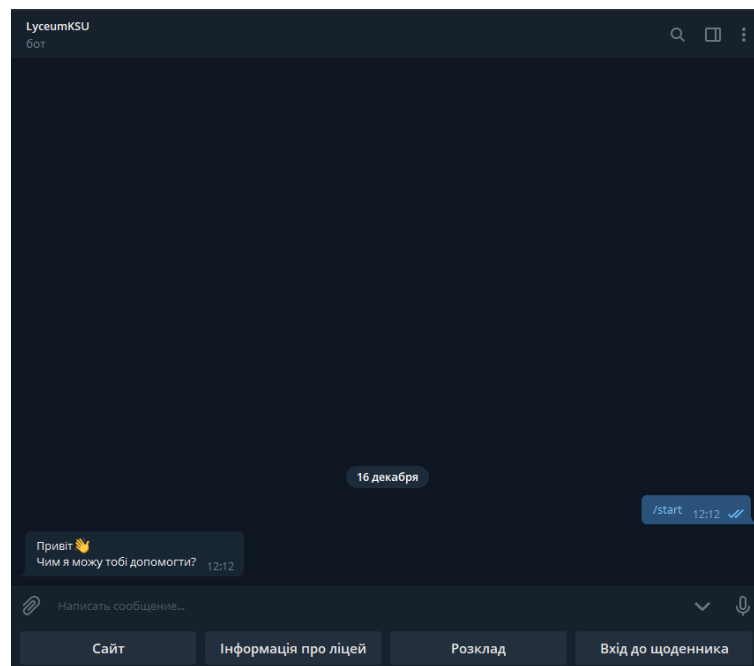 LyceumKSU
бот
16 декабря
/start 12:12
Привіт👋
Чим я можу тобі допомогти? 12:12
Написать сообщение...
Сайт Інформація про ліцей Розклад Вхід до щоденника